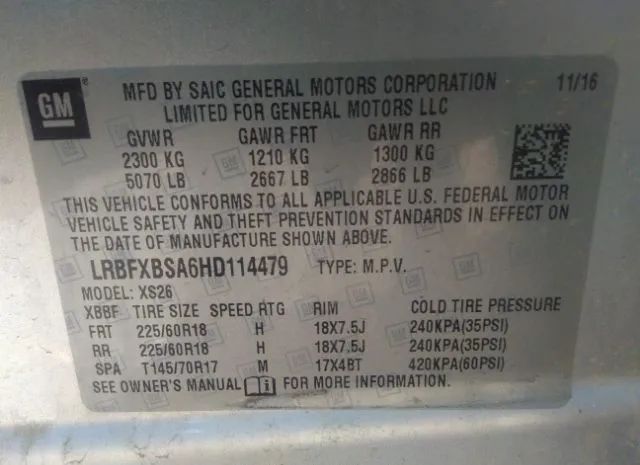 GM
MFD BY SAIC GENERAL MOTORS CORPORATION 11/16
LIMITED FOR GENERAL MOTORS LLC
GVWR GAWR FRT GAWR RR
2300 KG 1210 KG 1300 KG
5070 LB 2667 LB 2866 LB
THIS VEHICLE CONFORMS TO ALL APPLICABLE U.S. FEDERAL MOTOR
VEHICLE SAFETY AND THEFT PREVENTION STANDARDS IN EFFECT ON
THE DATE OF MANUFACTURE SHOWN ABOVE.
LRBFXBSA6HD114479 TYPE: M.P.V.
MODEL: XS26
XBBF TIRE SIZE SPEED RTG RIM COLD TIRE PRESSURE
FRT 225/60R18 H 18X7.5J 240KPA(35PSI)
RR 225/60R18 H 18X7.5J 240KPA(35PSI)
SPA T145/70R17 M 17X4BT 420KPA(60PSI)
SEE OWNER'S MANUAL FOR MORE INFORMATION.